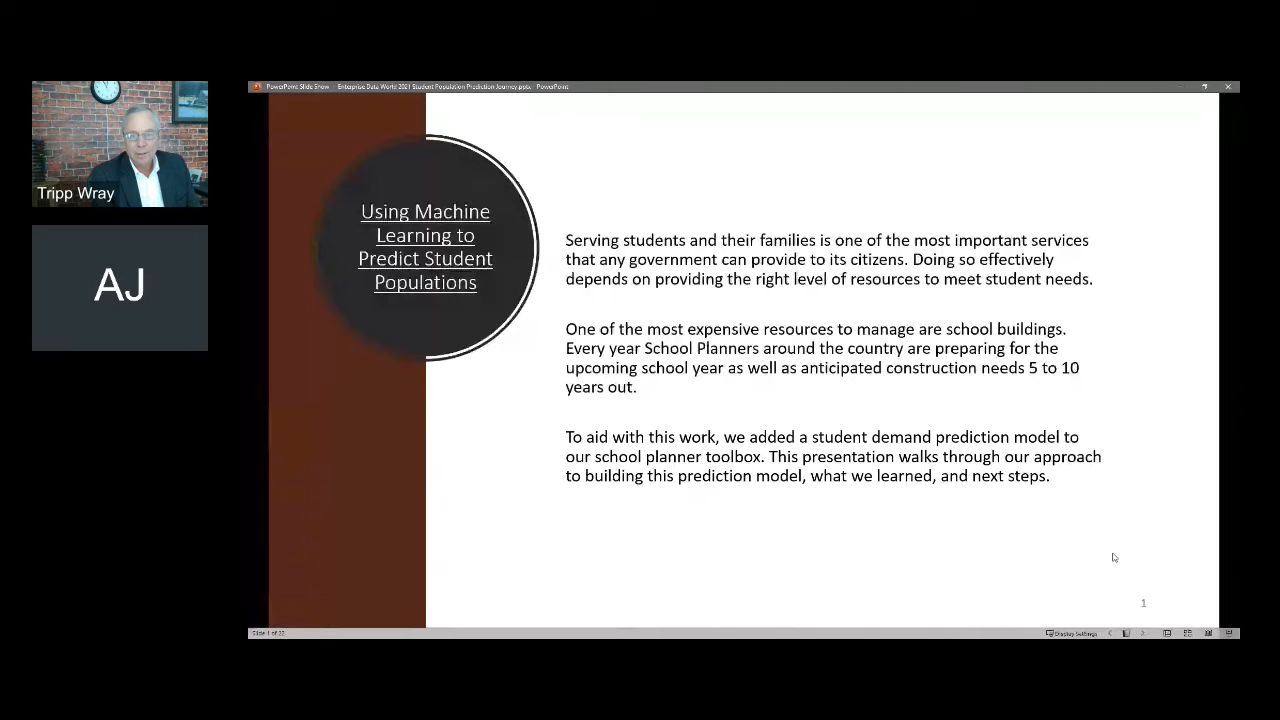 PowerPoint Slide Show - Enterprise Data World 2021 Student Population Prediction Journey.pptx - PowerPoint
Tripp Wray
AJ
Using Machine
Learning to
Predict Student
Populations
Serving students and their families is one of the most important services
that any government can provide to its citizens. Doing so effectively
depends on providing the right level of resources to meet student needs.
One of the most expensive resources to manage are school buildings.
Every year School Planners around the country are preparing for the
upcoming school year as well as anticipated construction needs 5 to 10
years out.
To aid with this work, we added a student demand prediction model to
our school planner toolbox. This presentation walks through our approach
to building this prediction model, what we learned, and next steps.
1
Slide 1 of 22
Display Settings